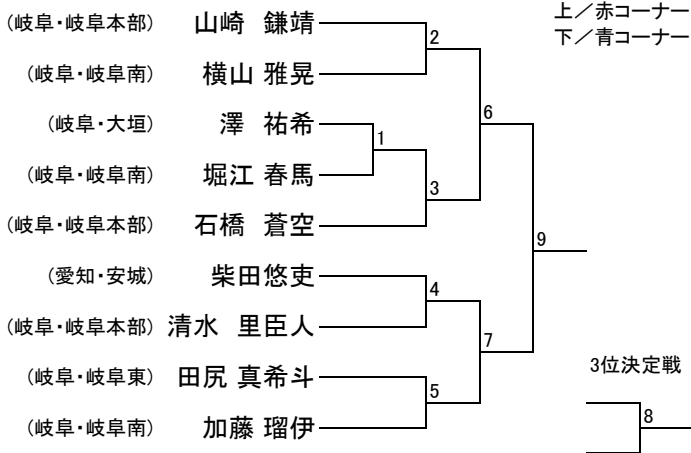 上／赤コーナー
下／青コーナー
(岐阜・岐阜本部) 山崎 鎌靖
2
(岐阜・岐阜南) 横山 雅晃
6
(岐阜・大垣) 澤 祐希
1
(岐阜・岐阜南) 堀江 春馬
3
(岐阜・岐阜本部) 石橋 蒼空
9
(愛知・安城) 柴田悠吏
4
(岐阜・岐阜本部) 清水 里臣人
7
(岐阜・岐阜東) 田尻 真希斗
5
(岐阜・岐阜南) 加藤 瑠伊
3位決定戦
8